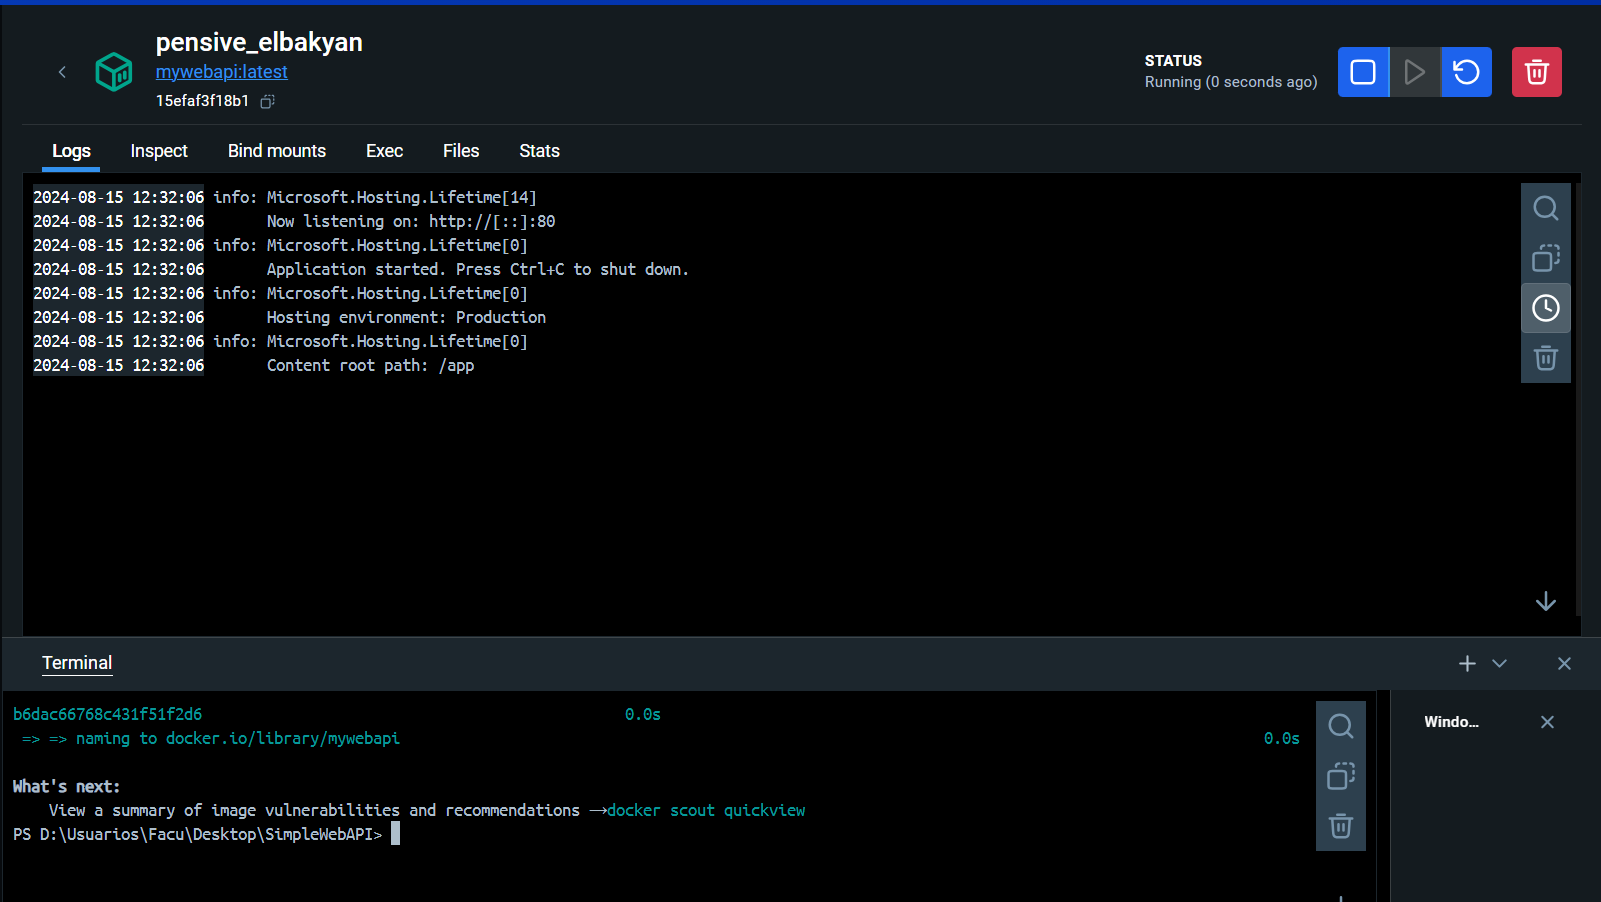 pensive_elbakyan
mywebapi:latest
15efaf3f18b1
STATUS
Running (0 seconds ago)
Logs Inspect Bind mounts Exec Files Stats
2024-08-15 12:32:06 info: Microsoft.Hosting.Lifetime[14]
2024-08-15 12:32:06 Now listening on: http://[::]:80
2024-08-15 12:32:06 info: Microsoft.Hosting.Lifetime[0]
2024-08-15 12:32:06 Application started. Press Ctrl+C to shut down.
2024-08-15 12:32:06 info: Microsoft.Hosting.Lifetime[0]
2024-08-15 12:32:06 Hosting environment: Production
2024-08-15 12:32:06 info: Microsoft.Hosting.Lifetime[0]
2024-08-15 12:32:06 Content root path: /app
Terminal
b6dac66768c431f51f2d6 0.0s
=> => naming to docker.io/library/mywebapi 0.0s
What's next:
View a summary of image vulnerabilities and recommendations → docker scout quickview
PS D:\Usuarios\Facu\Desktop\SimpleWebAPI>
Windo...